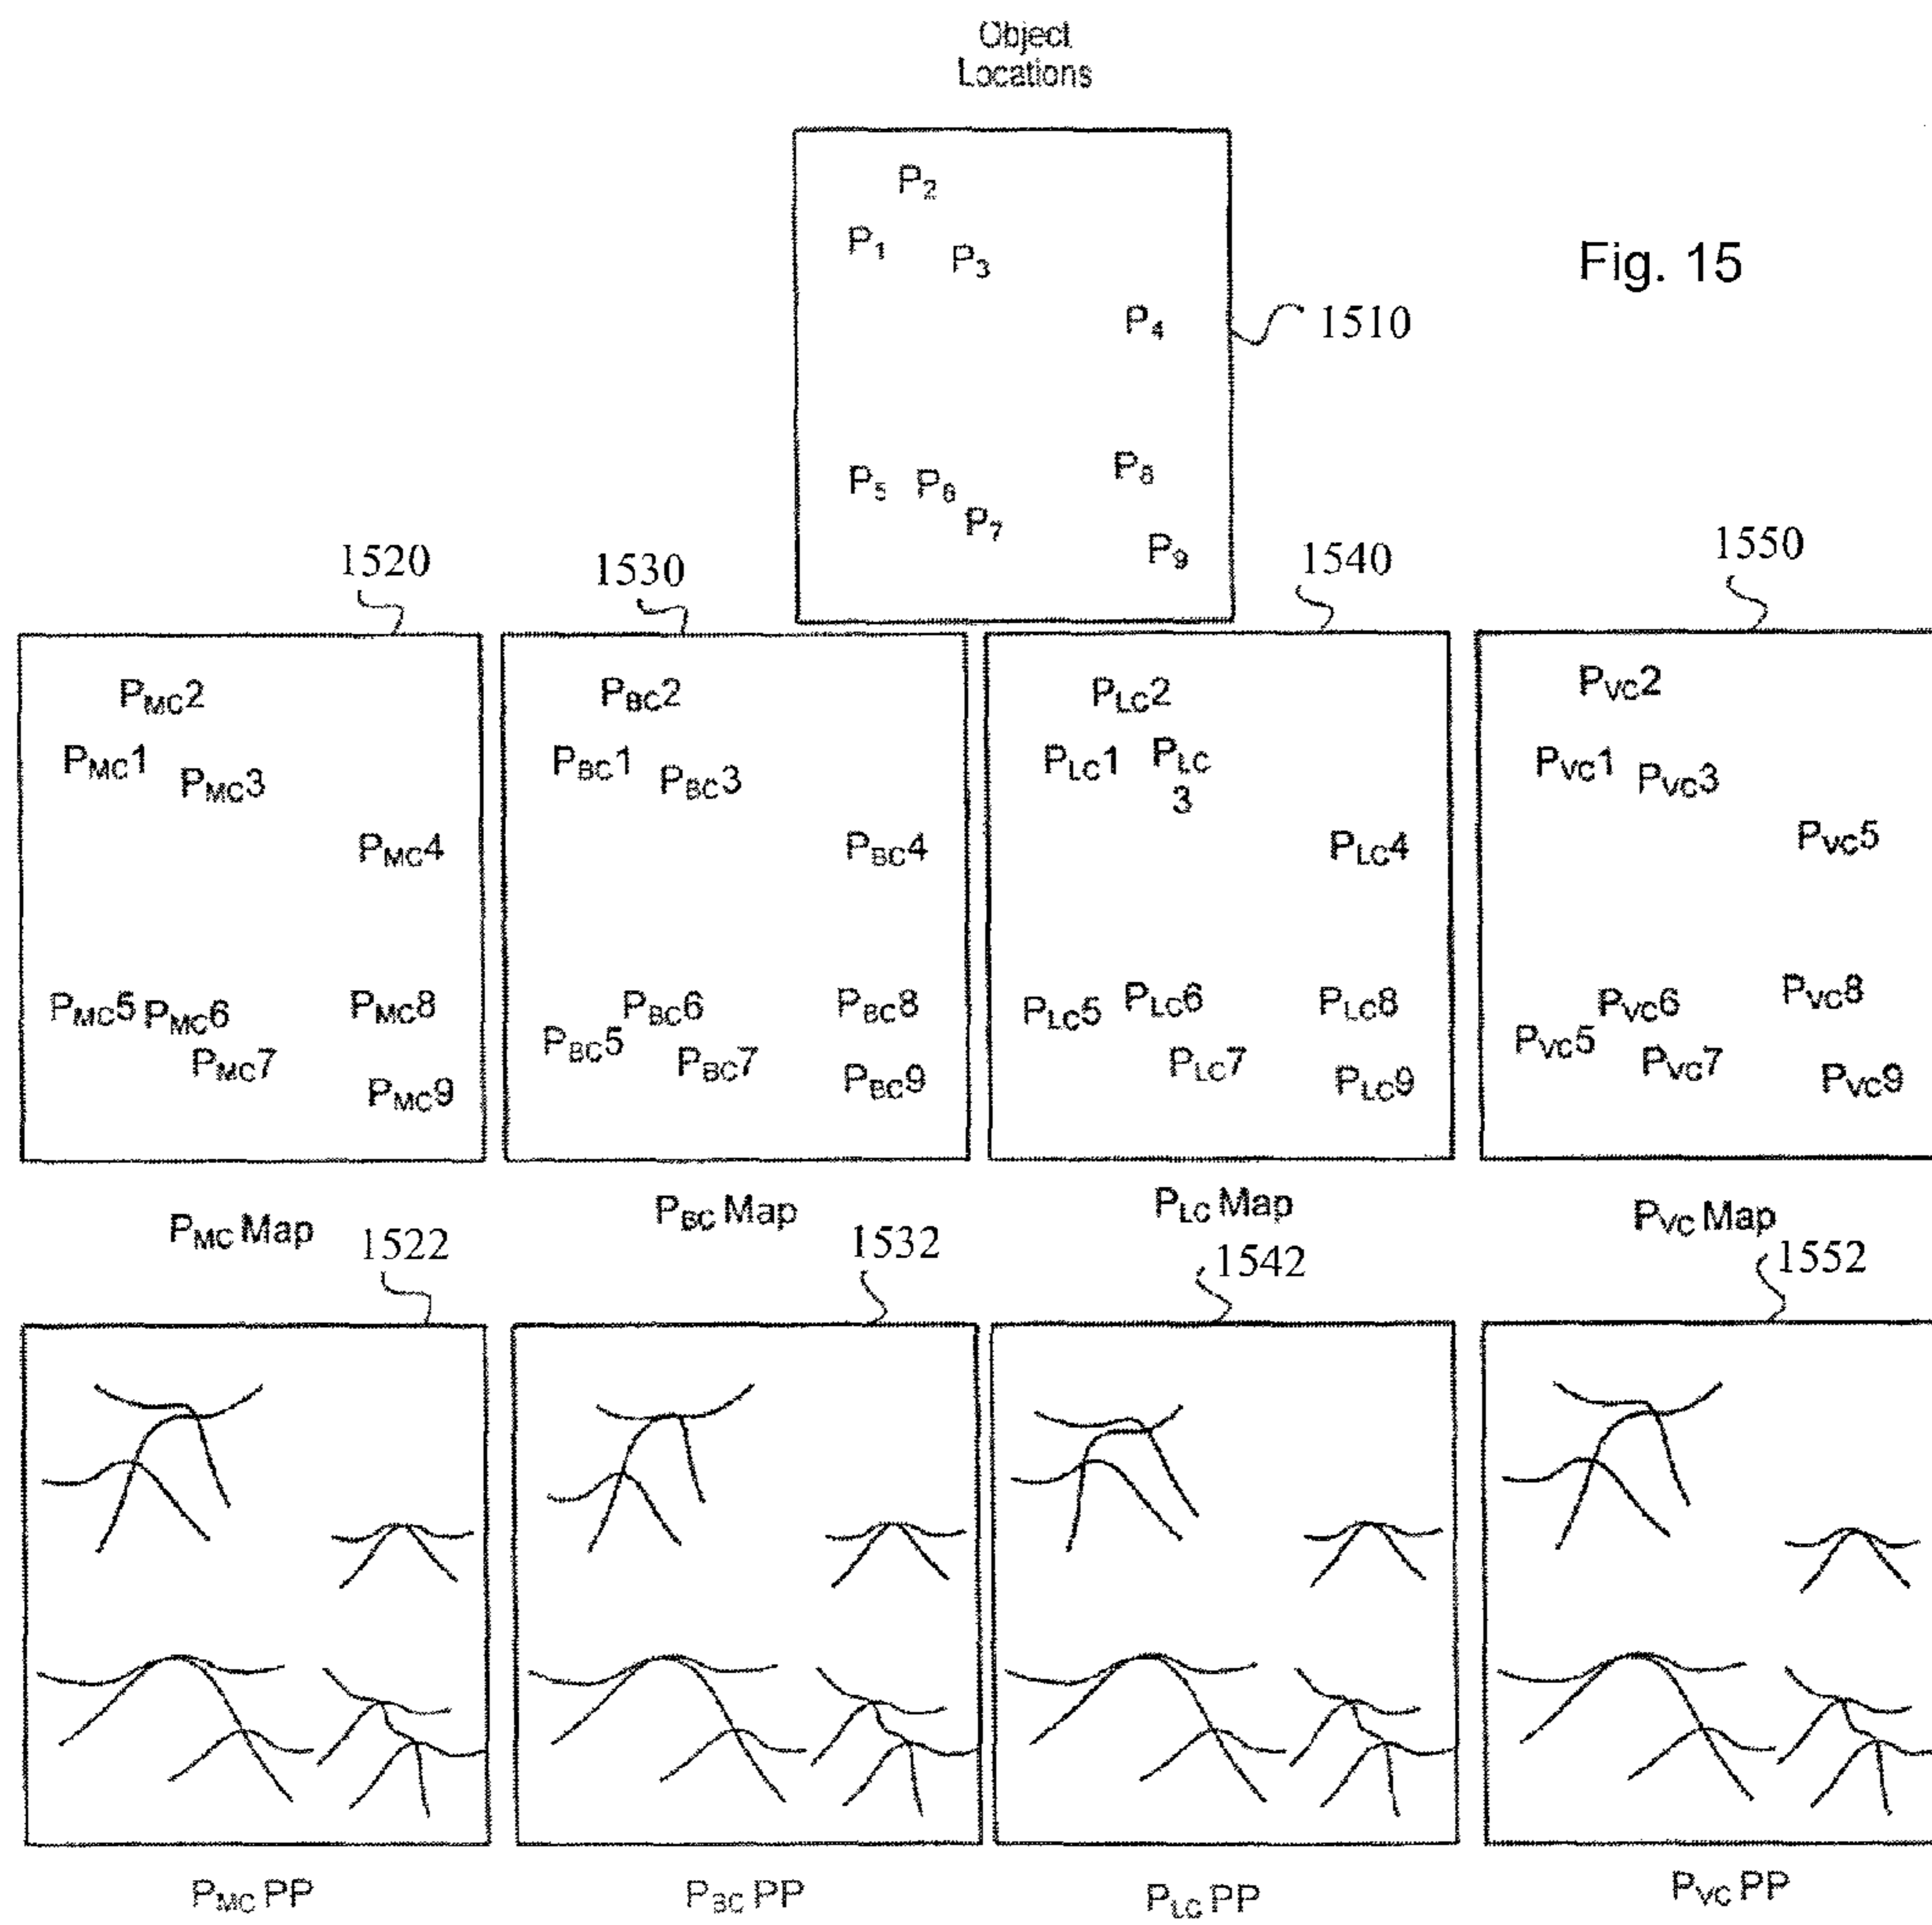 Object
Locations
P2
P1 P3
Fig. 15
P4
1510
P5 P6 P8
P7
P9
1520 1530 1540 1550
PMC2 PBC2 PLC2 PVC2
PMC1 PMC3 PBC1 PBC3 PLC1 PLC
3 PVC1 PVC3
PMC4 PBC4 PLC4 PVC5
PMC5 PMC6 PMC8 PBC6 PBC8 PLC5 PLC6 PLC8 PVC6 PVC8
PMC7 PBC5 PBC7 PLC7 PVC5 PVC7
PMC9 PBC9 PLC9 PVC9
PMC Map PBC Map PLC Map PVC Map
1522 1532 1542 1552
PMC PP PBC PP PLC PP PVC PP